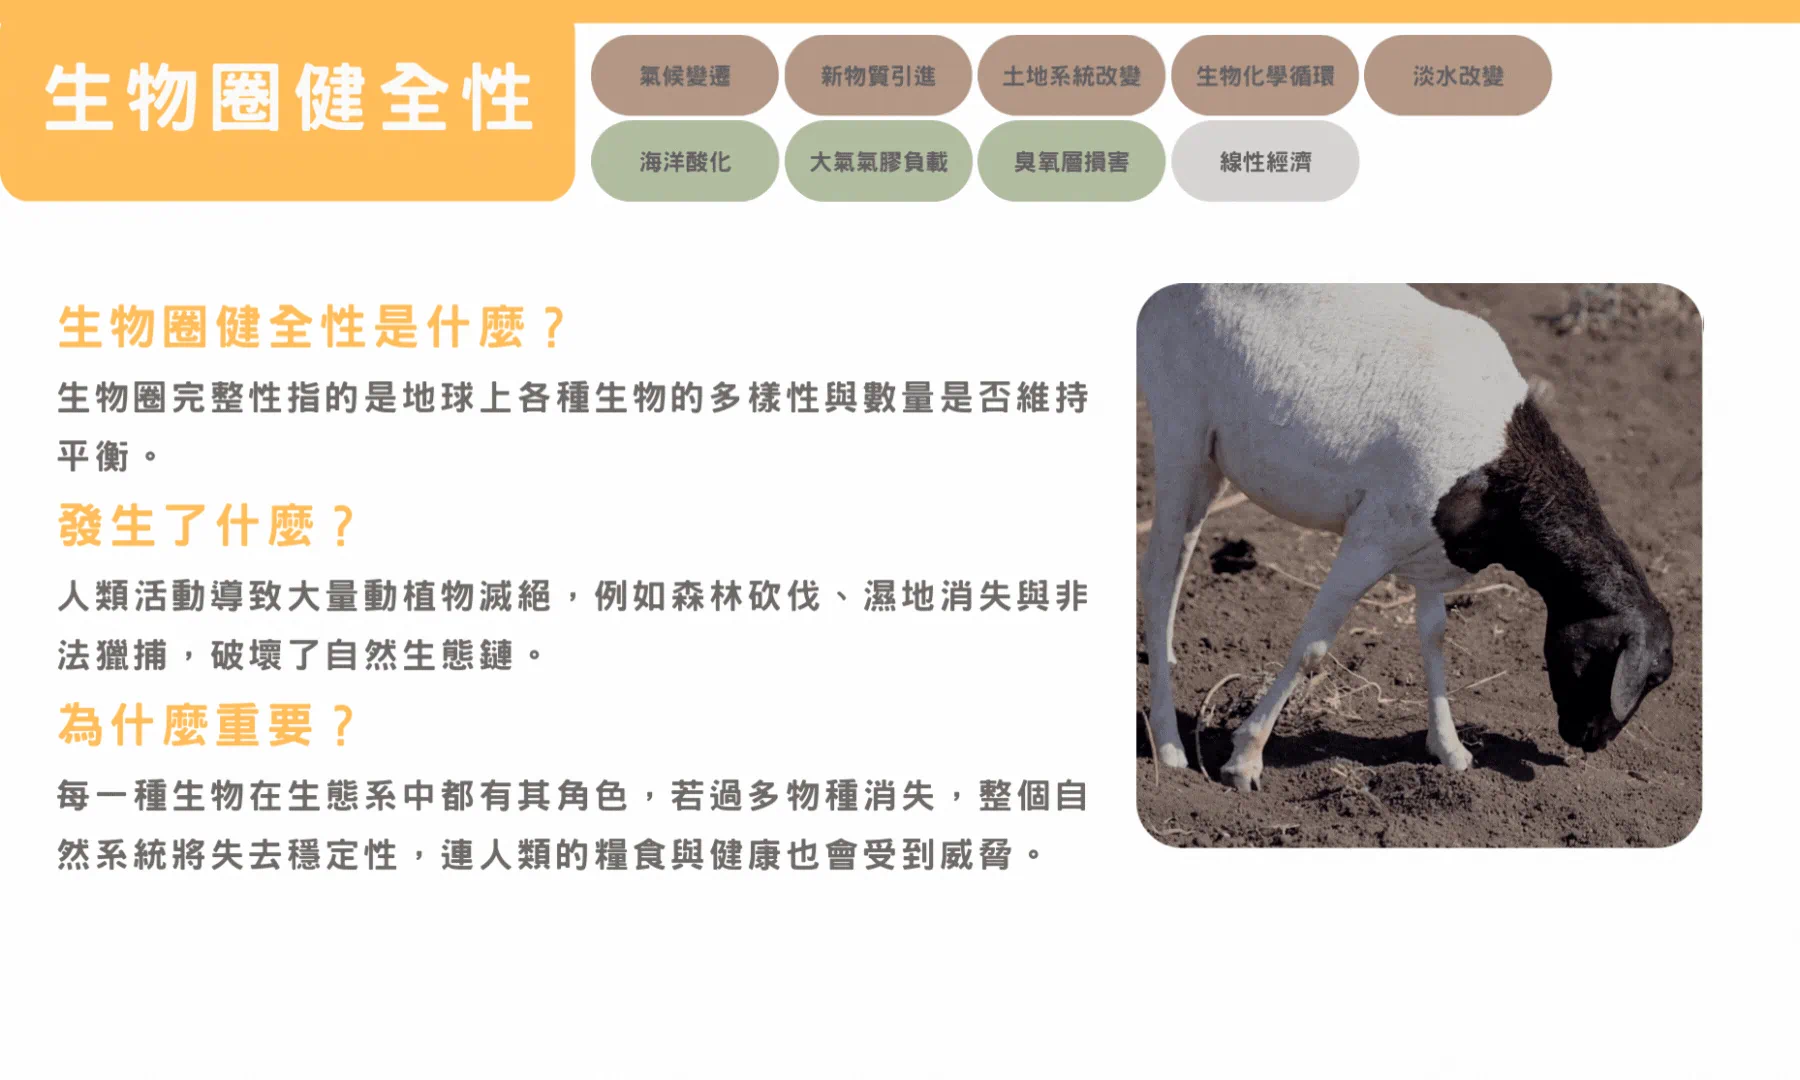 生物圈健全性
氣候變遷
新物質引進
土地系統改變
生物化學循環
淡水改變
海洋酸化
大氣氣膠負載
臭氧層損害
線性經濟
生物圈健全性是什麼？
生物圈完整性指的是地球上各種生物的多樣性與數量是否維持
平衡。
發生了什麼？
人類活動導致大量動植物滅絕，例如森林砍伐、濕地消失與非
法獵捕，破壞了自然生態鏈。
為什麼重要？
每一種生物在生態系中都有其角色，若過多物種消失，整個自
然系統將失去穩定性，連人類的糧食與健康也會受到威脅。